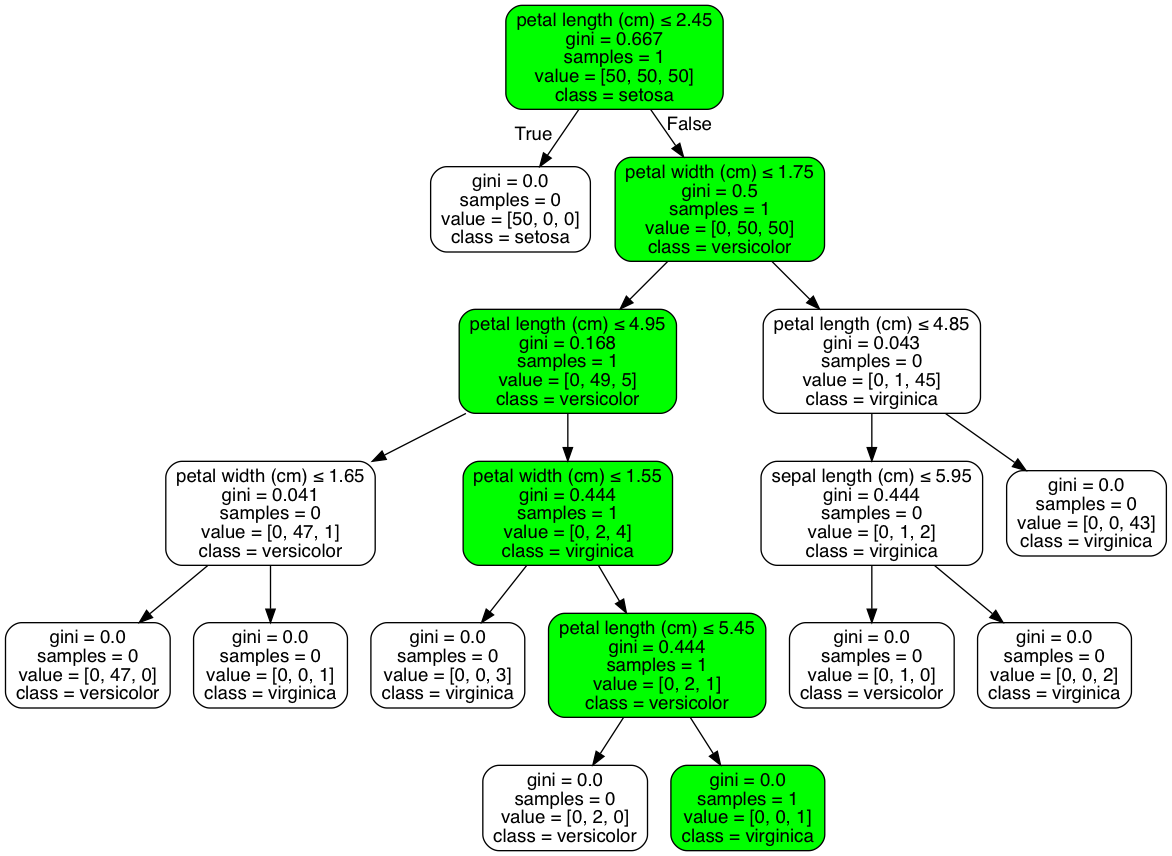 petal length (cm) ≤ 2.45
gini = 0.667
samples = 1
value = [50, 50, 50]
class = setosa
True
False
gini = 0.0
samples = 0
value = [50, 0, 0]
class = setosa
petal width (cm) ≤ 1.75
gini = 0.5
samples = 1
value = [0, 50, 50]
class = versicolor
petal length (cm) ≤ 4.95
gini = 0.168
samples = 1
value = [0, 49, 5]
class = versicolor
petal length (cm) ≤ 4.85
gini = 0.043
samples = 0
value = [0, 1, 45]
class = virginica
petal width (cm) ≤ 1.65
gini = 0.041
samples = 0
value = [0, 47, 1]
class = versicolor
petal width (cm) ≤ 1.55
gini = 0.444
samples = 1
value = [0, 2, 4]
class = virginica
sepal length (cm) ≤ 5.95
gini = 0.444
samples = 0
value = [0, 1, 2]
class = virginica
gini = 0.0
samples = 0
value = [0, 0, 43]
class = virginica
gini = 0.0
samples = 0
value = [0, 47, 0]
class = versicolor
gini = 0.0
samples = 0
value = [0, 0, 1]
class = virginica
gini = 0.0
samples = 0
value = [0, 0, 3]
class = virginica
petal length (cm) ≤ 5.45
gini = 0.444
samples = 1
value = [0, 2, 1]
class = versicolor
gini = 0.0
samples = 0
value = [0, 1, 0]
class = versicolor
gini = 0.0
samples = 0
value = [0, 0, 2]
class = virginica
gini = 0.0
samples = 0
value = [0, 2, 0]
class = versicolor
gini = 0.0
samples = 1
value = [0, 0, 1]
class = virginica